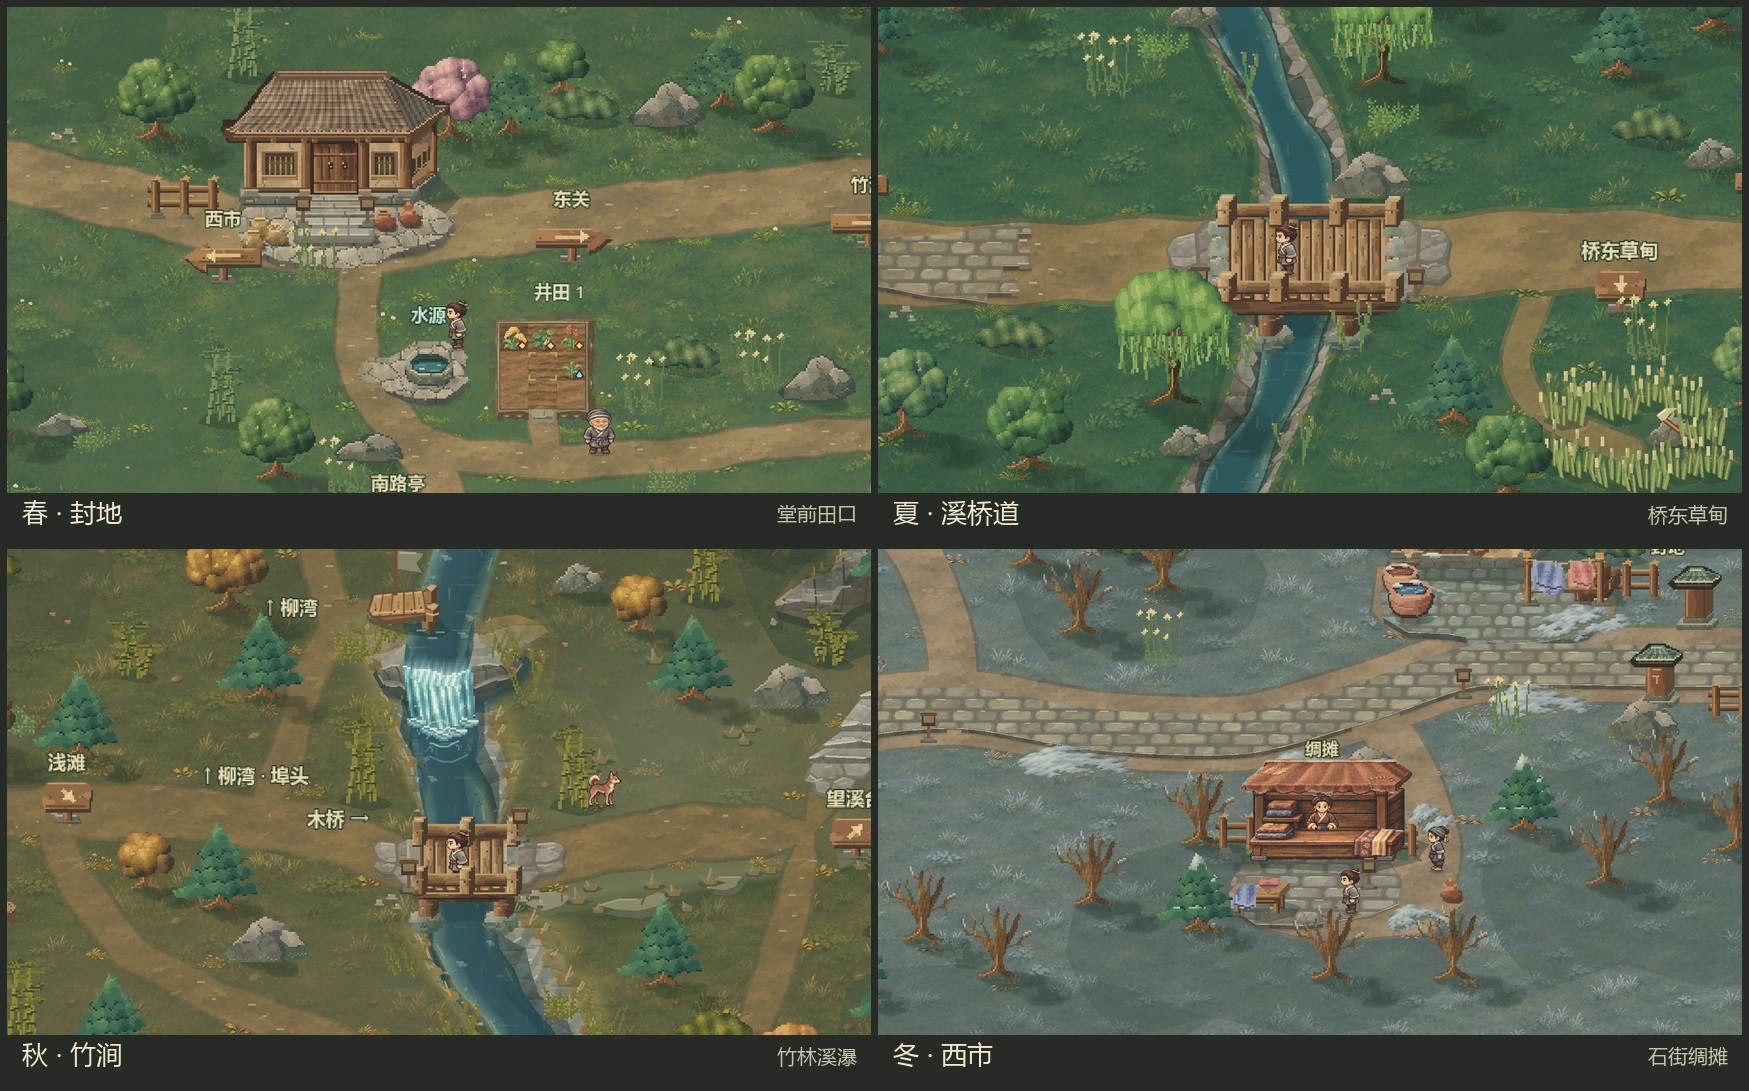 西市
东关
井田 1
水源
南路亭
春 · 封地
堂前田口
桥东草甸
夏 · 溪桥道
桥东草甸
↑ 柳湾
浅滩
↑ 柳湾 · 埠头
木桥 →
望溪台
秋 · 竹涧
竹林溪瀑
绸摊
冬 · 西市
石街绸摊